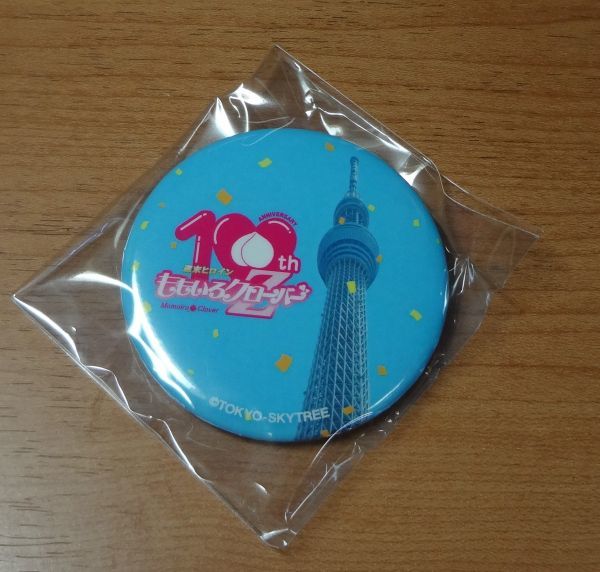 ANNIVERSARY
10th
週末ヒロイン
ももいろクローバーZ
Momoiro Clover
©TOKYO-SKYTREE